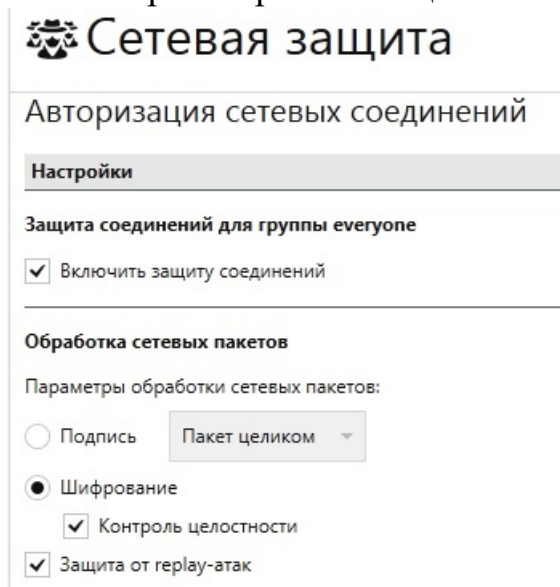 Сетевая защита
Авторизация сетевых соединений
Настройки
Защита соединений для группы everyone
Включить защиту соединений
Обработка сетевых пакетов
Параметры обработки сетевых пакетов:
Подпись Пакет целиком
Шифрование
Контроль целостности
Защита от replay-атак